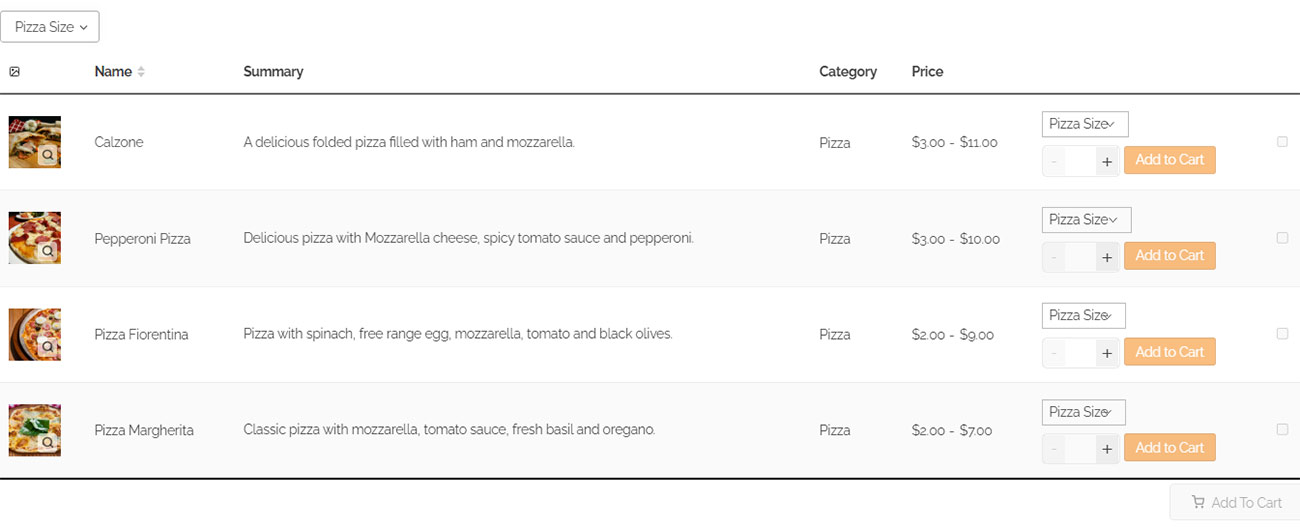 Pizza Size
Name Summary Category Price
Pizza Size
Calzone A delicious folded pizza filled with ham and mozzarella. Pizza $3.00 - $11.00
- + Add to Cart
Pizza Size
Pepperoni Pizza Delicious pizza with Mozzarella cheese, spicy tomato sauce and pepperoni. Pizza $3.00 - $10.00
- + Add to Cart
Pizza Size
Pizza Fiorentina Pizza with spinach, free range egg, mozzarella, tomato and black olives. Pizza $2.00 - $9.00
- + Add to Cart
Pizza Size
Pizza Margherita Classic pizza with mozzarella, tomato sauce, fresh basil and oregano. Pizza $2.00 - $7.00
- + Add to Cart
Add To Cart